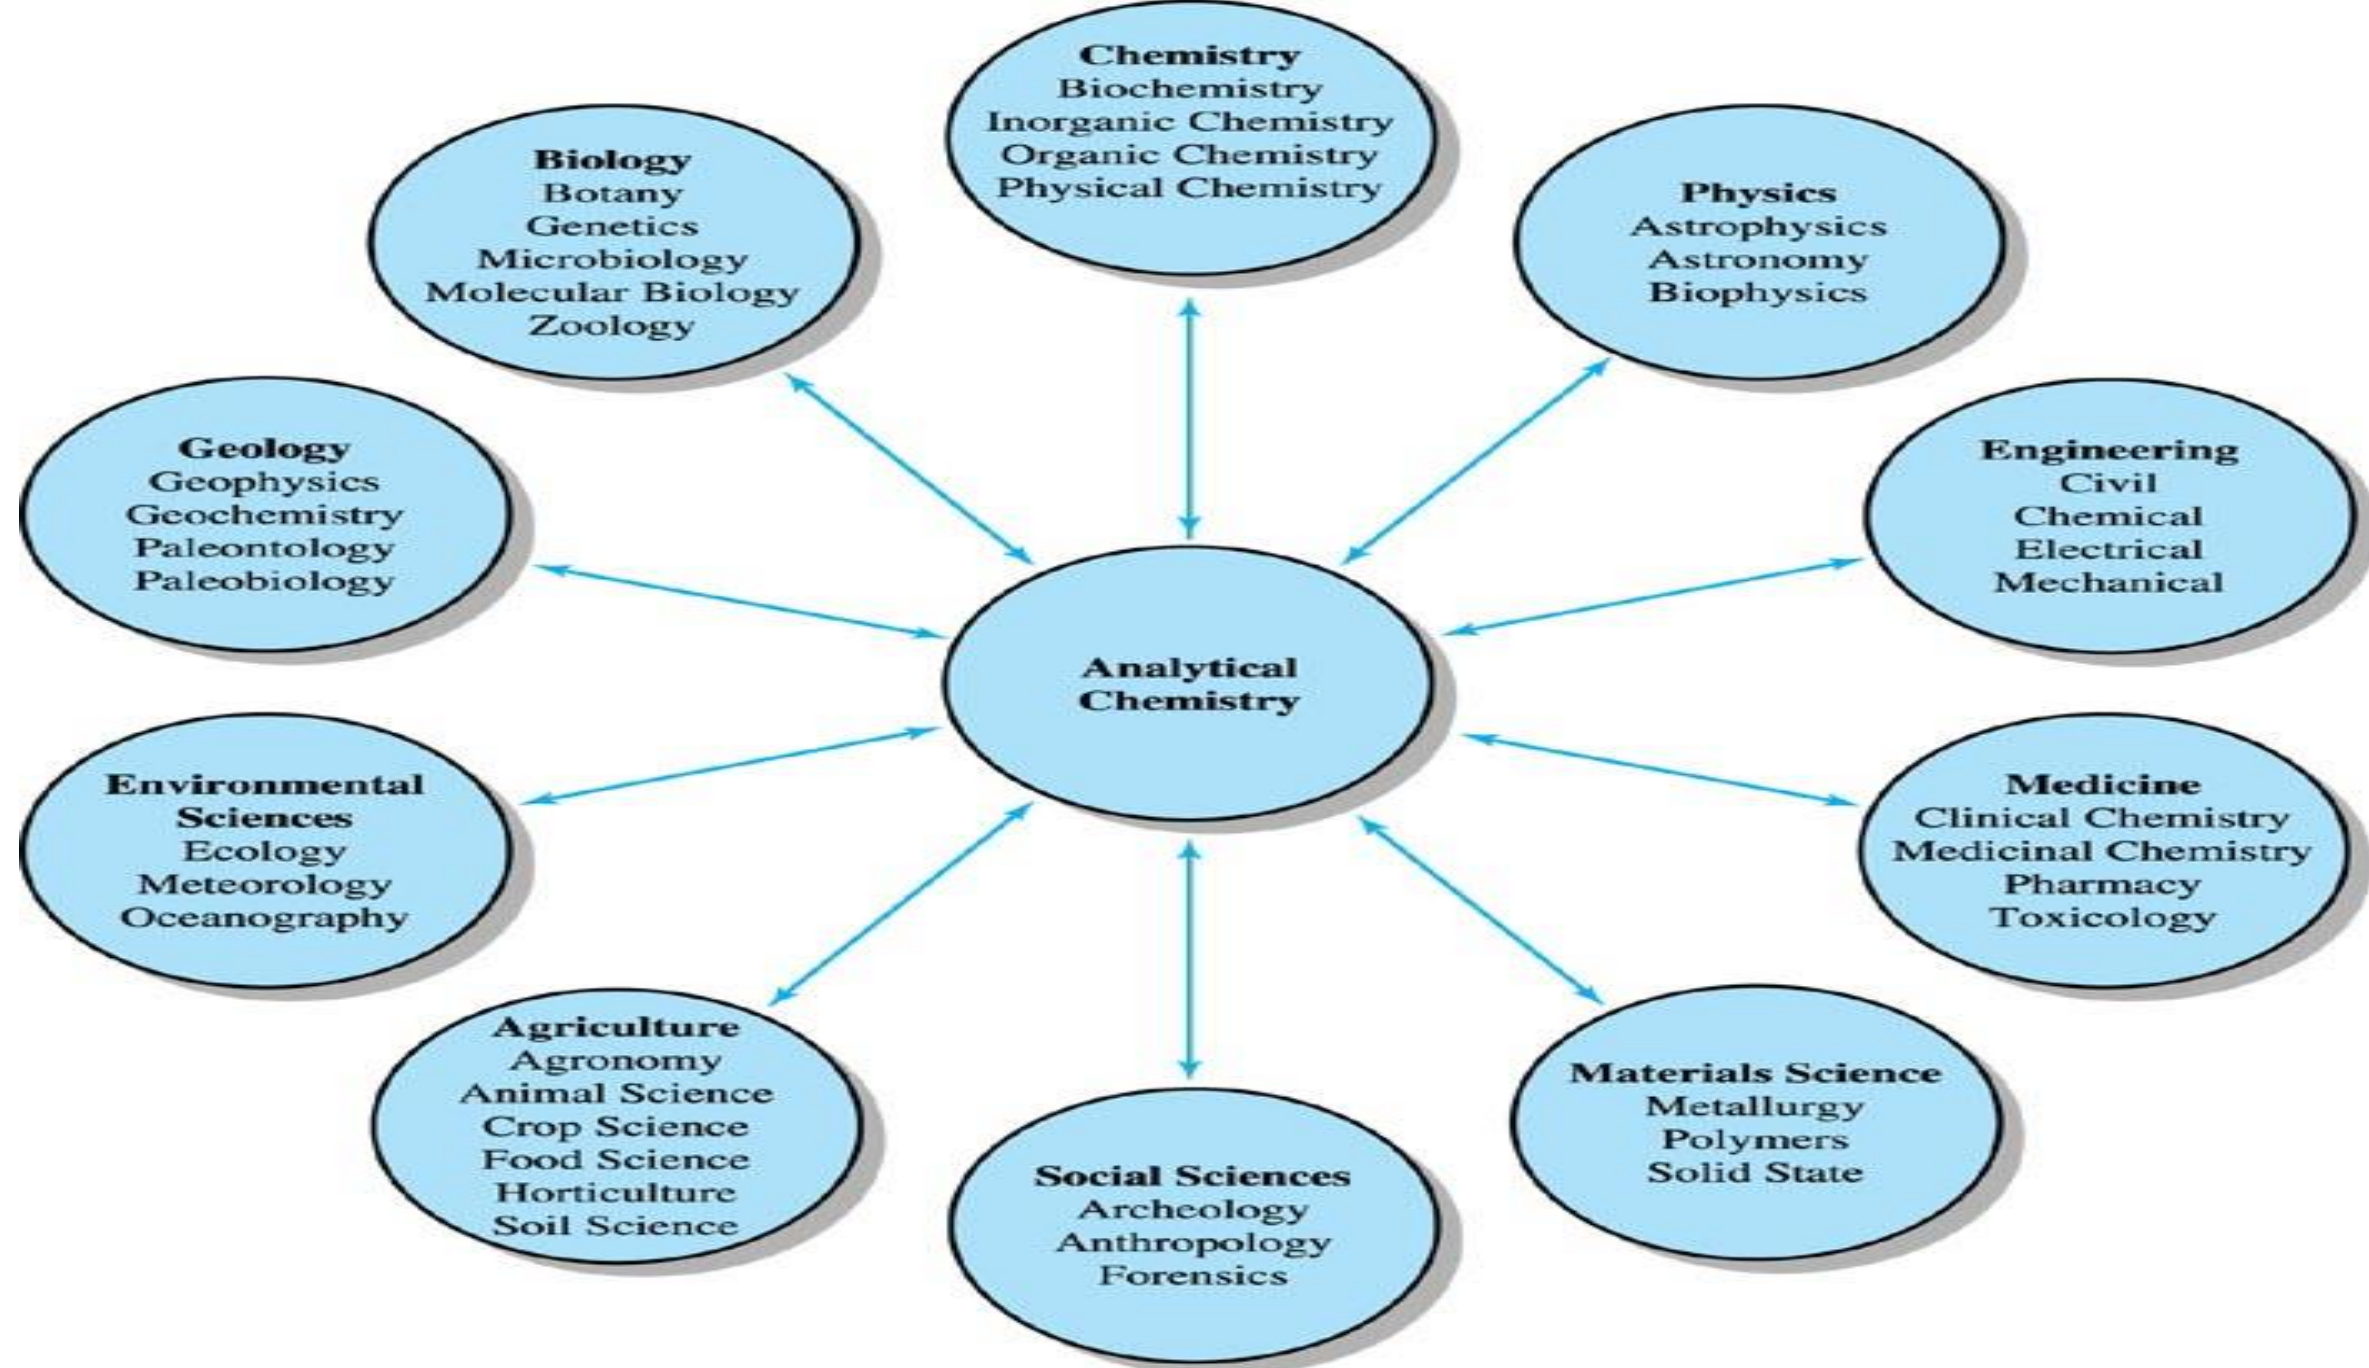 Chemistry
Biochemistry
Inorganic Chemistry
Organic Chemistry
Physical Chemistry
Biology
Botany
Genetics
Microbiology
Molecular Biology
Zoology
Physics
Astrophysics
Astronomy
Biophysics
Geology
Geophysics
Geochemistry
Paleontology
Paleobiology
Engineering
Civil
Chemical
Electrical
Mechanical
Analytical
Chemistry
Environmental
Sciences
Ecology
Meteorology
Oceanography
Medicine
Clinical Chemistry
Medicinal Chemistry
Pharmacy
Toxicology
Agriculture
Agronomy
Animal Science
Crop Science
Food Science
Horticulture
Soil Science
Social Sciences
Archeology
Anthropology
Forensics
Materials Science
Metallurgy
Polymers
Solid State